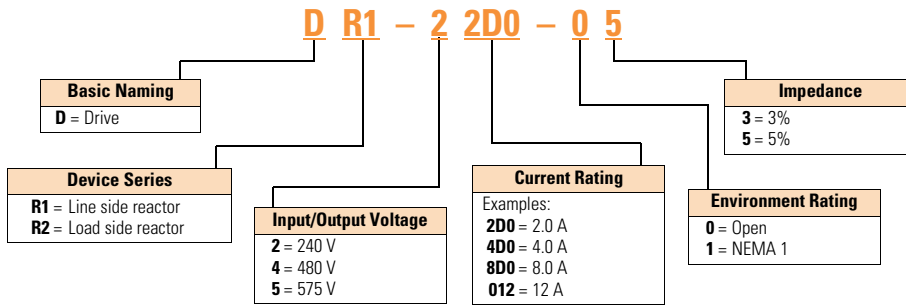 D R1 – 2 2D0 – 0 5
Basic Naming
D = Drive
Device Series
R1 = Line side reactor
R2 = Load side reactor
Input/Output Voltage
2 = 240 V
4 = 480 V
5 = 575 V
Current Rating
Examples:
2D0 = 2.0 A
4D0 = 4.0 A
8D0 = 8.0 A
012 = 12 A
Environment Rating
0 = Open
1 = NEMA 1
Impedance
3 = 3%
5 = 5%